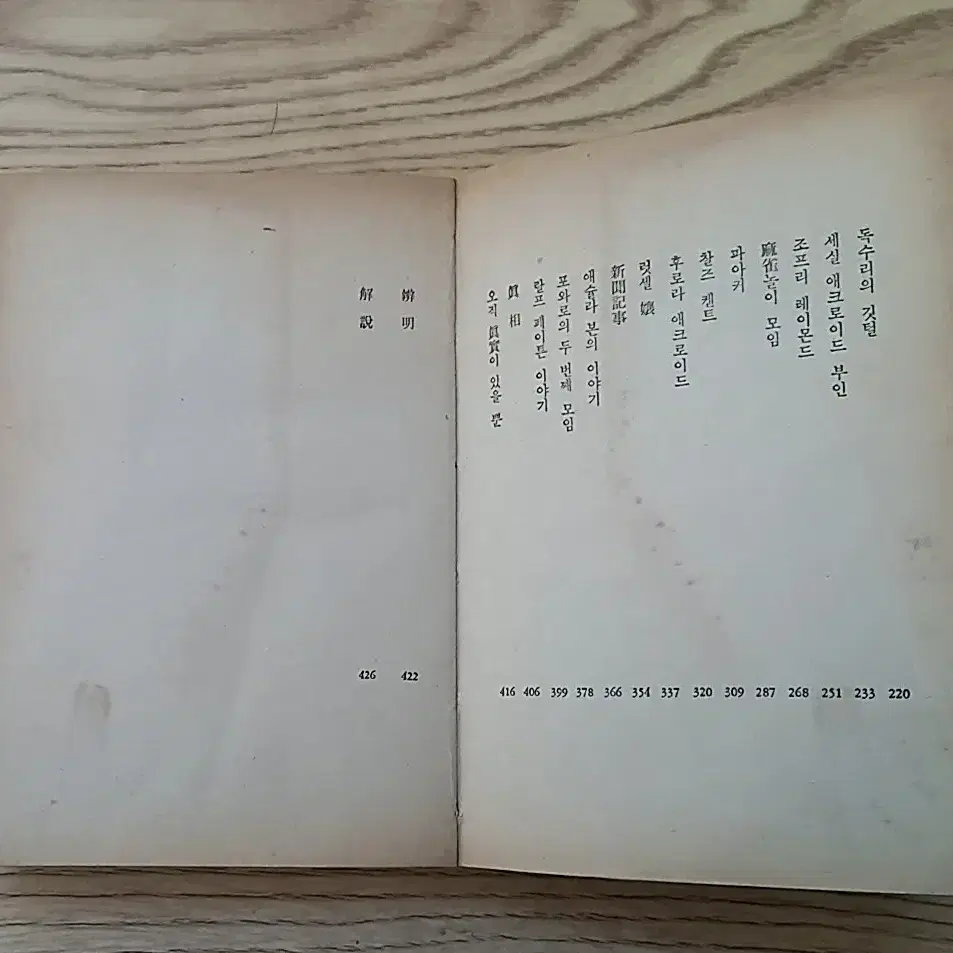 독수리의 깃털 220
세실 애크로이드 부인 233
조프리 레이몬드 251
麻雀놀이 모임 268
파아커 287
찰즈 켈트 309
후로라 애크로이드 320
럿셀 孃 337
新聞記事 354
애슐라 본의 이야기 366
포와로의 두 번째 모임 378
랄프 페이튼 이야기 399
眞相 406
오직 眞實이 있을 뿐 416
辨明 422
解說 426